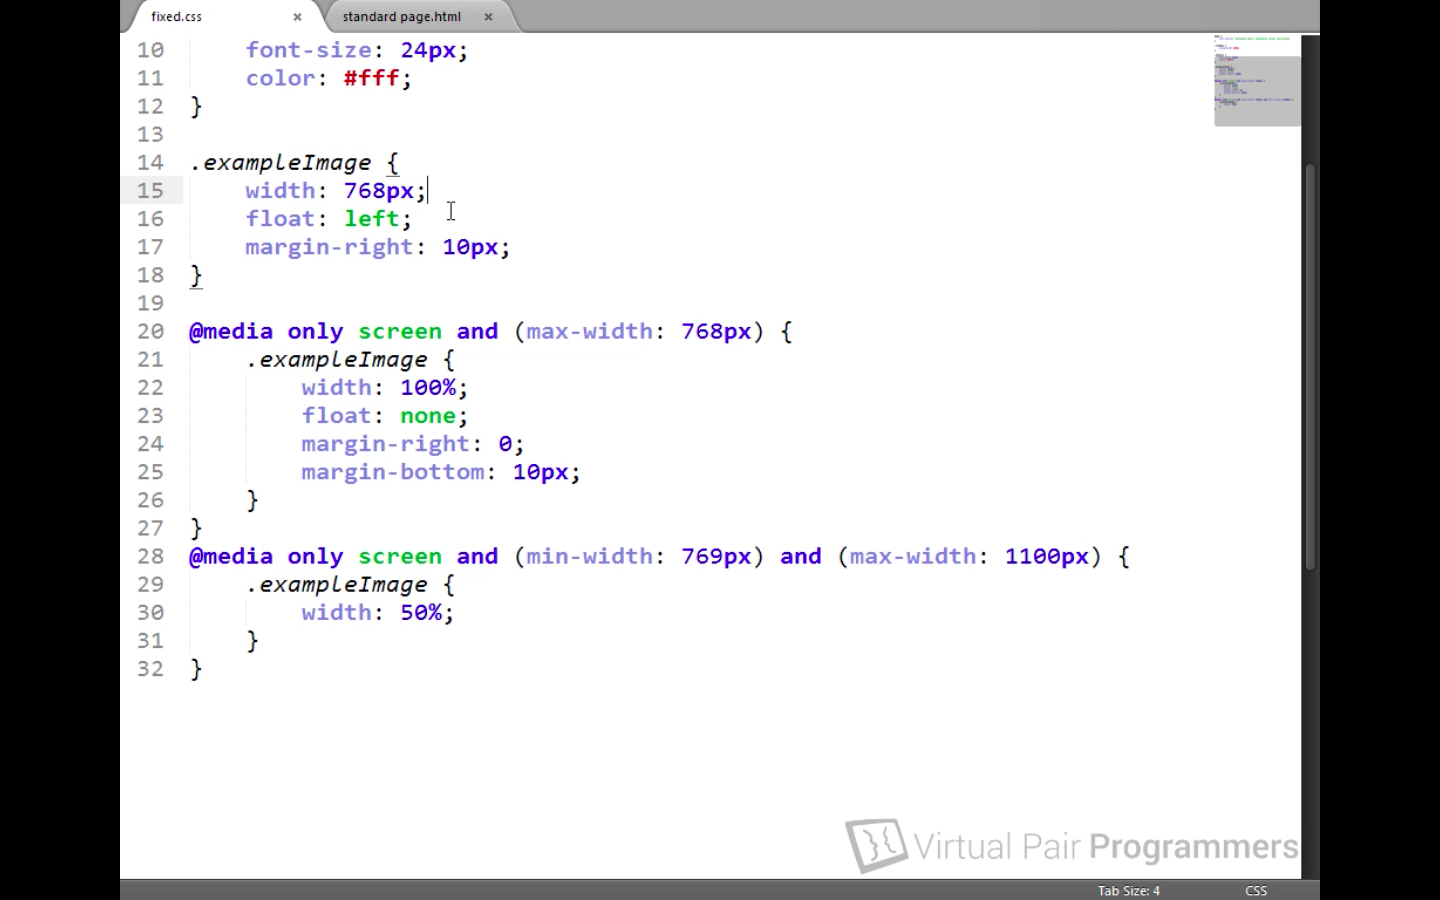 fixed.css × standard page.html ×
10 font-size: 24px;
11 color: #fff;
12 }
13
14 .exampleImage {
15 width: 768px;
16 float: left;
17 margin-right: 10px;
18 }
19
20 @media only screen and (max-width: 768px) {
21 .exampleImage {
22 width: 100%;
23 float: none;
24 margin-right: 0;
25 margin-bottom: 10px;
26 }
27 }
28 @media only screen and (min-width: 769px) and (max-width: 1100px) {
29 .exampleImage {
30 width: 50%;
31 }
32 }
Virtual Pair Programmers
Tab Size: 4 CSS